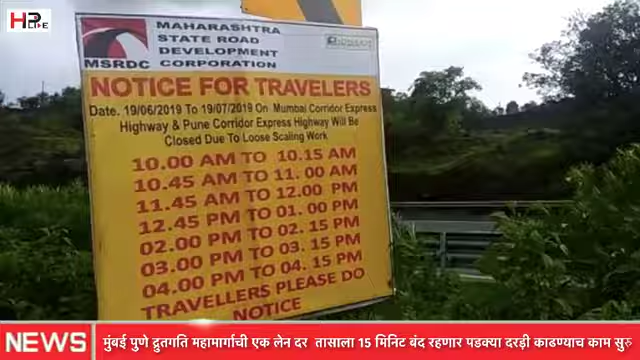 HP
LIFE
MSRDC
MAHARASHTRA
STATE ROAD
DEVELOPMENT
CORPORATION
NOTICE FOR TRAVELERS
Date. 19/06/2019 TO 19/07/2019 On Mumbai Corridor Express
Highway & Pune Corridor Express Highway Will Be
Closed Due To Loose Scaling Work
10.00 AM TO 10.15 AM
10.45 AM TO 11.00 AM
11.45 AM TO 12.00 PM
12.45 PM TO 01.00 PM
02.00 PM TO 02.15 PM
03.00 PM TO 03.15 PM
04.00 PM TO 04.15 PM
TRAVELLERS PLEASE DO
NOTICE
NEWS मुंबई पुणे द्रुतगति महामार्गाची एक लेन दर तासाला 15 मिनिट बंद रहणार पडक्या दरड़ी काढण्याच काम सुरु